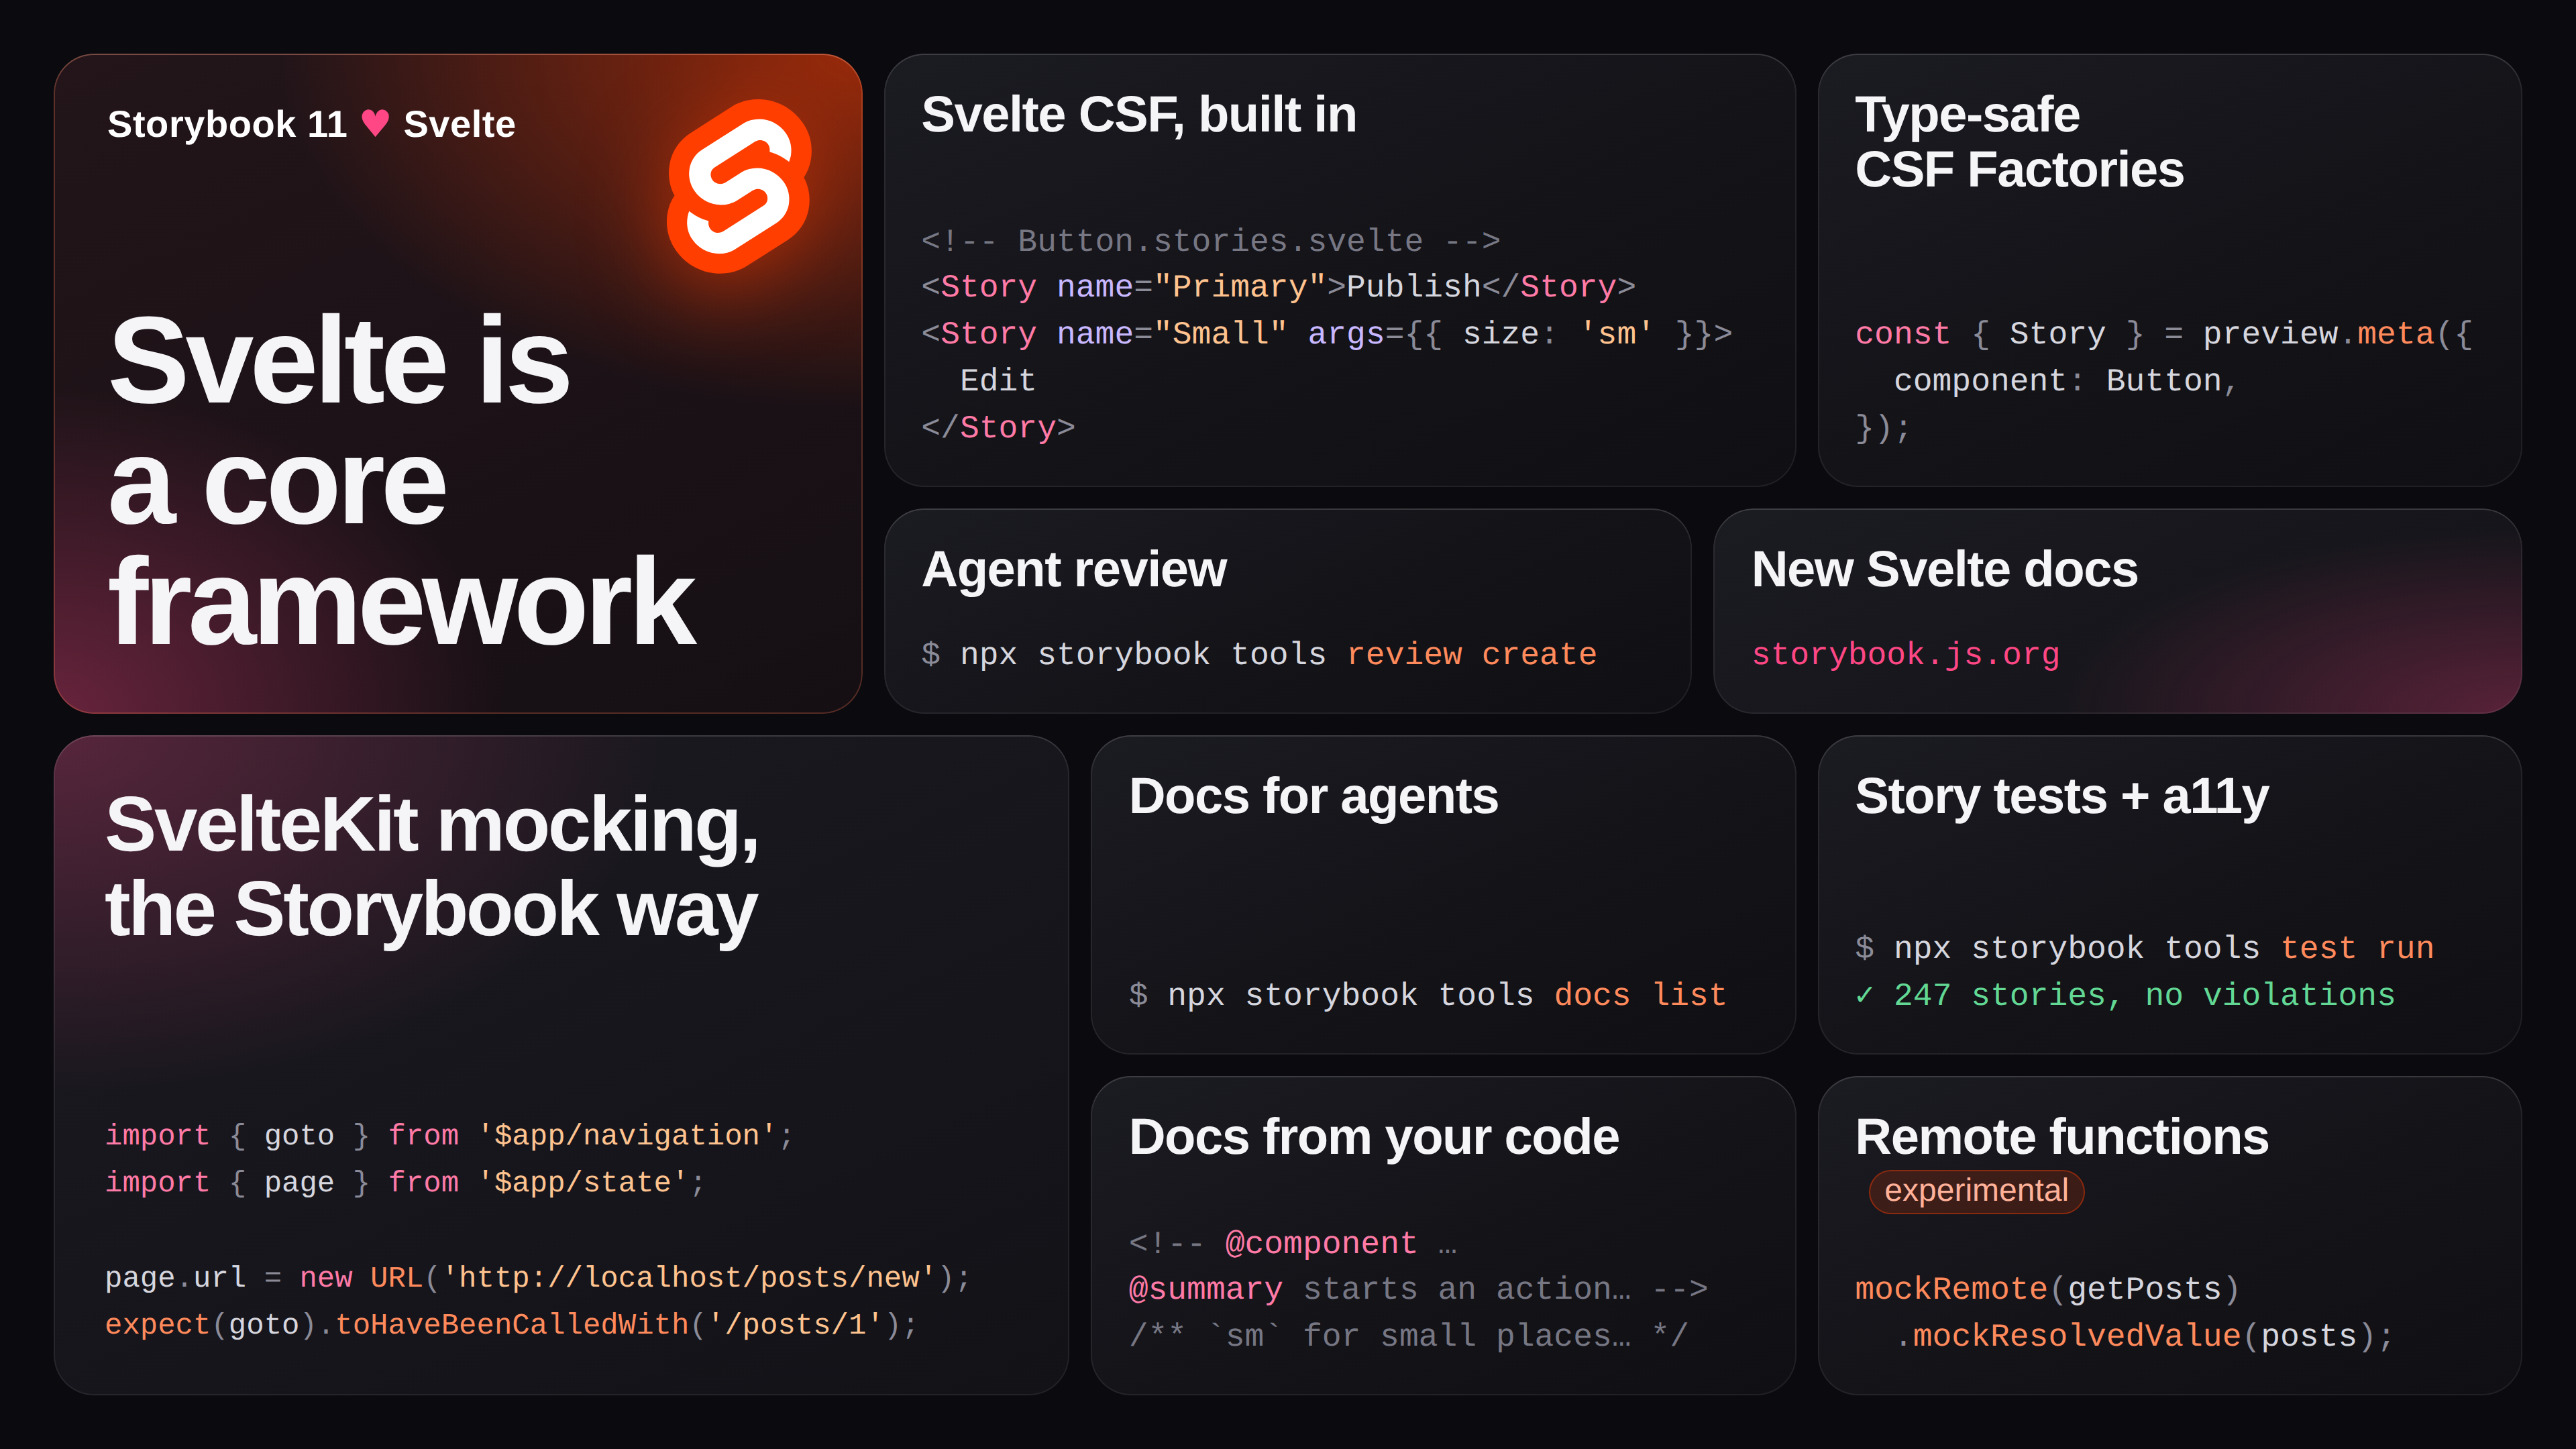 Storybook 11 ♥ Svelte
Svelte is
a core
framework
Svelte CSF, built in
<!-- Button.stories.svelte -->
<Story name="Primary">Publish</Story>
<Story name="Small" args={{ size: 'sm' }}>
  Edit
</Story>
Type-safe
CSF Factories
const { Story } = preview.meta({
  component: Button,
});
Agent review
$ npx storybook tools review create
New Svelte docs
storybook.js.org
SvelteKit mocking,
the Storybook way
import { goto } from '$app/navigation';
import { page } from '$app/state';
page.url = new URL('http://localhost/posts/new');
expect(goto).toHaveBeenCalledWith('/posts/1');
Docs for agents
$ npx storybook tools docs list
Story tests + a11y
$ npx storybook tools test run
✓ 247 stories, no violations
Docs from your code
<!-- @component …
@summary starts an action… -->
/** `sm` for small places… */
Remote functions
experimental
mockRemote(getPosts)
  .mockResolvedValue(posts);